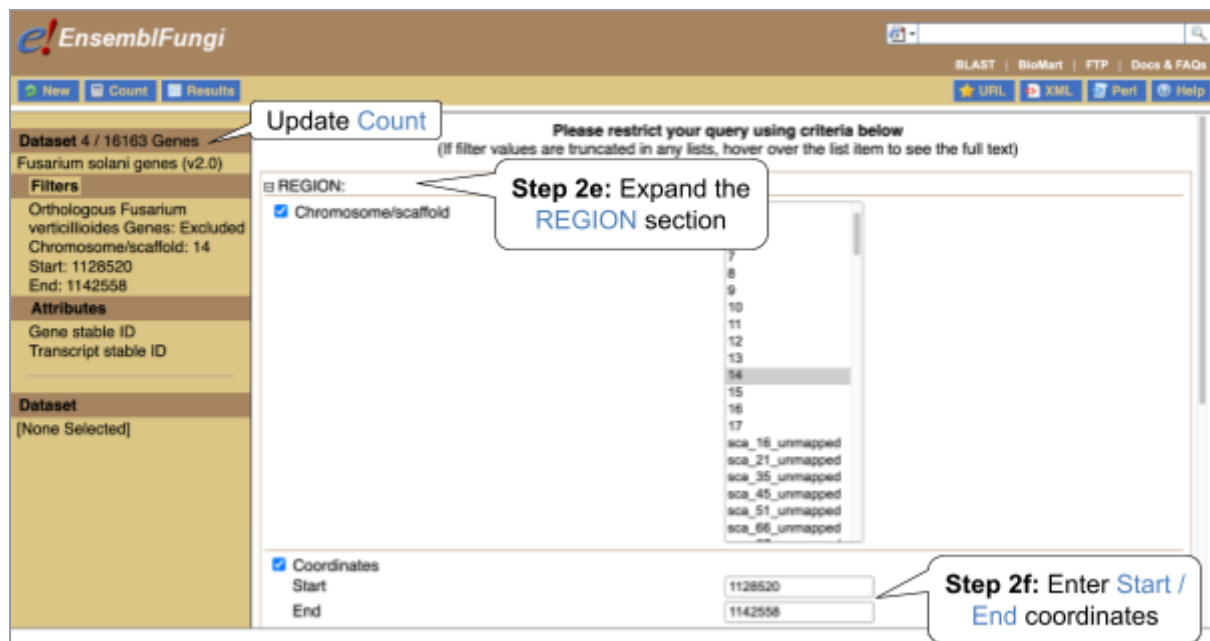 e! EnsemblFungi
BLAST | BioMart | FTP | Docs & FAQs
New Count Results
URL XML Perl Help
Update Count
Dataset 4 / 16163 Genes
Fusarium solani genes (v2.0)
Filters
Orthologous Fusarium
verticillioides Genes: Excluded
Chromosome/scaffold: 14
Start: 1128520
End: 1142558
Attributes
Gene stable ID
Transcript stable ID
Dataset
[None Selected]
Please restrict your query using criteria below
(If filter values are truncated in any lists, hover over the list item to see the full text)
REGION:
Step 2e: Expand the
REGION section
Chromosome/scaffold
7
8
9
10
11
12
13
14
15
16
17
sca_16_unmapped
sca_21_unmapped
sca_35_unmapped
sca_45_unmapped
sca_51_unmapped
sca_66_unmapped
Coordinates
Start 1128520
End 1142558
Step 2f: Enter Start /
End coordinates